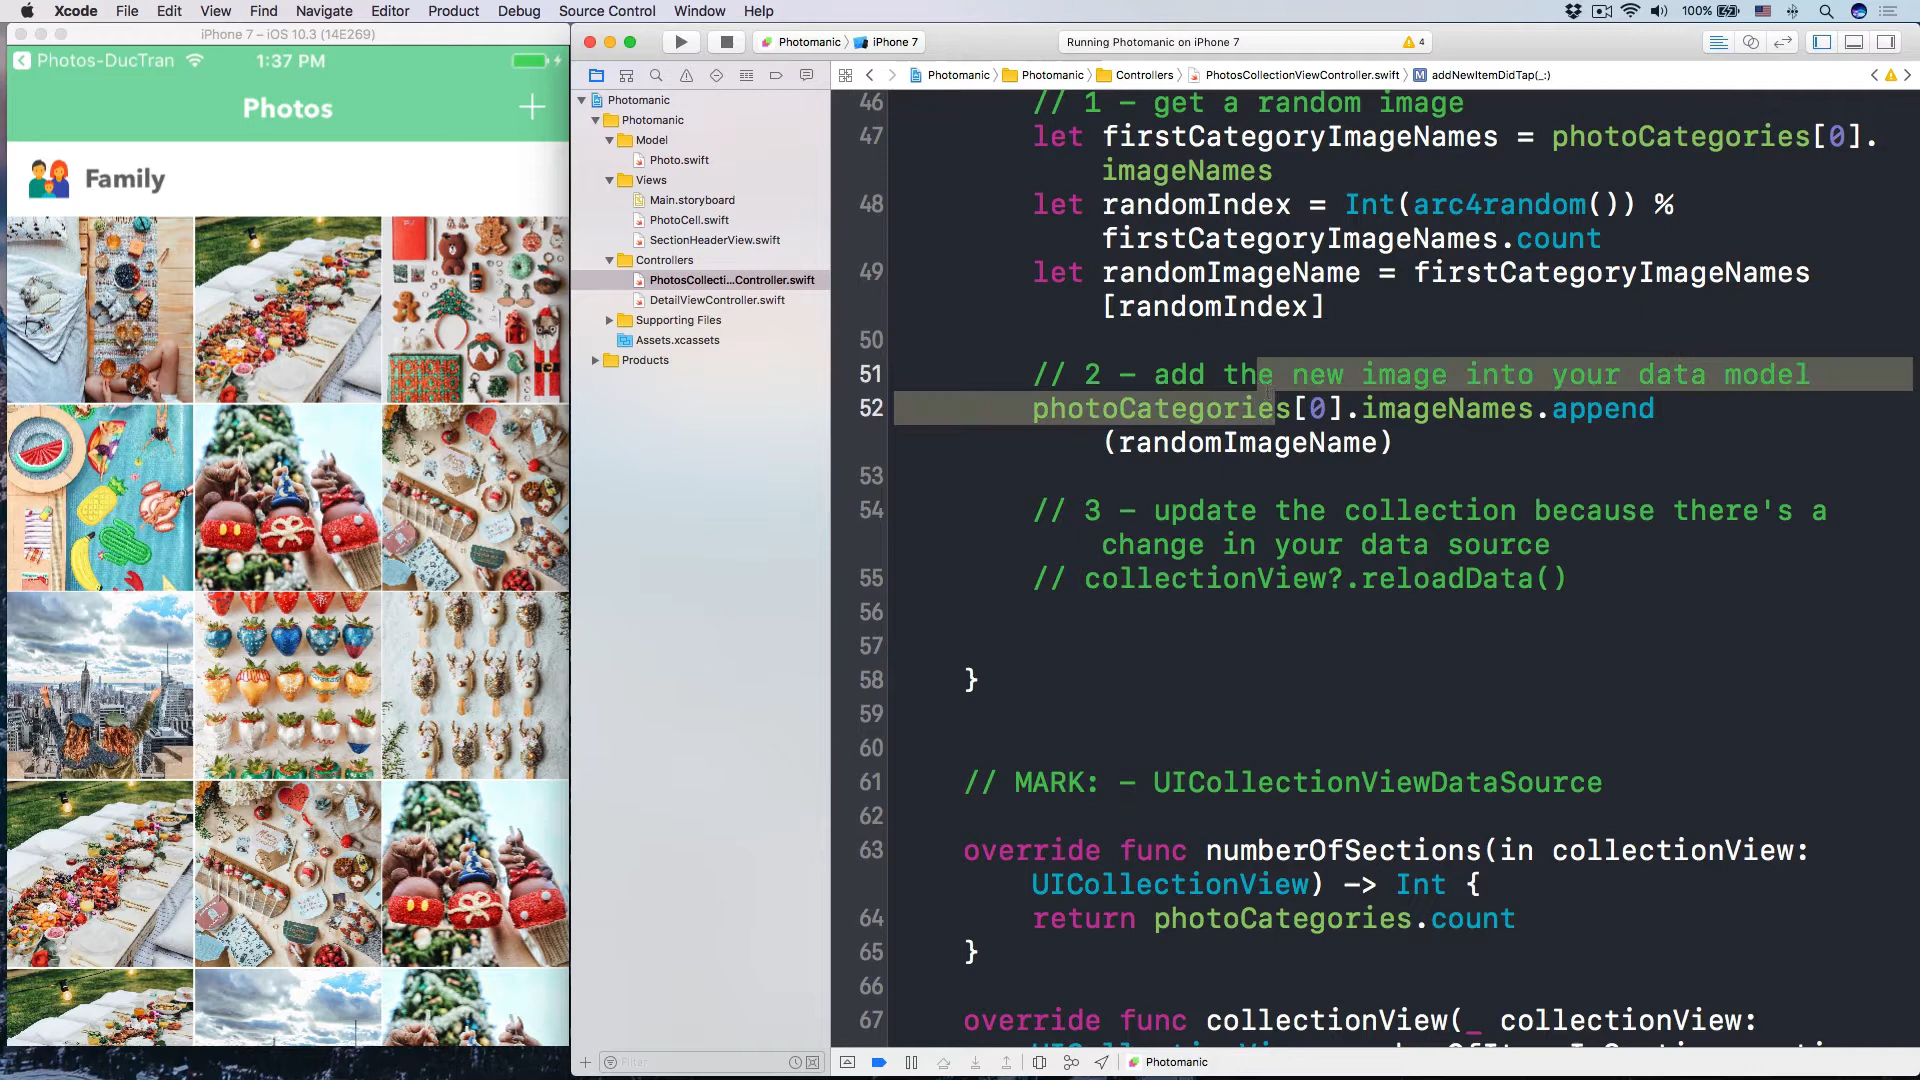 Xcode File Edit View Find Navigate Editor Product Debug Source Control Window Help 100%
iPhone 7 – iOS 10.3 (14E269)
Photos-DucTran 1:37 PM
Photos +
Family
Photomanic iPhone 7 Running Photomanic on iPhone 7 4
Photomanic Photomanic Controllers PhotosCollectionViewController.swift addNewItemDidTap(_:)
Photomanic
Photomanic
Model
Photo.swift
Views
Main.storyboard
PhotoCell.swift
SectionHeaderView.swift
Controllers
PhotosCollecti...Controller.swift
DetailViewController.swift
Supporting Files
Assets.xcassets
Products
Filter
46 // 1 – get a random image
47 let firstCategoryImageNames = photoCategories[0].
imageNames
48 let randomIndex = Int(arc4random()) %
firstCategoryImageNames.count
49 let randomImageName = firstCategoryImageNames
[randomIndex]
50
51 // 2 – add the new image into your data model
52 photoCategories[0].imageNames.append
(randomImageName)
53
54 // 3 – update the collection because there's a
change in your data source
55 // collectionView?.reloadData()
56
57
58 }
59
60
61 // MARK: – UICollectionViewDataSource
62
63 override func numberOfSections(in collectionView:
UICollectionView) –> Int {
64 return photoCategories.count
65 }
66
67 override func collectionView(_ collectionView:
Photomanic